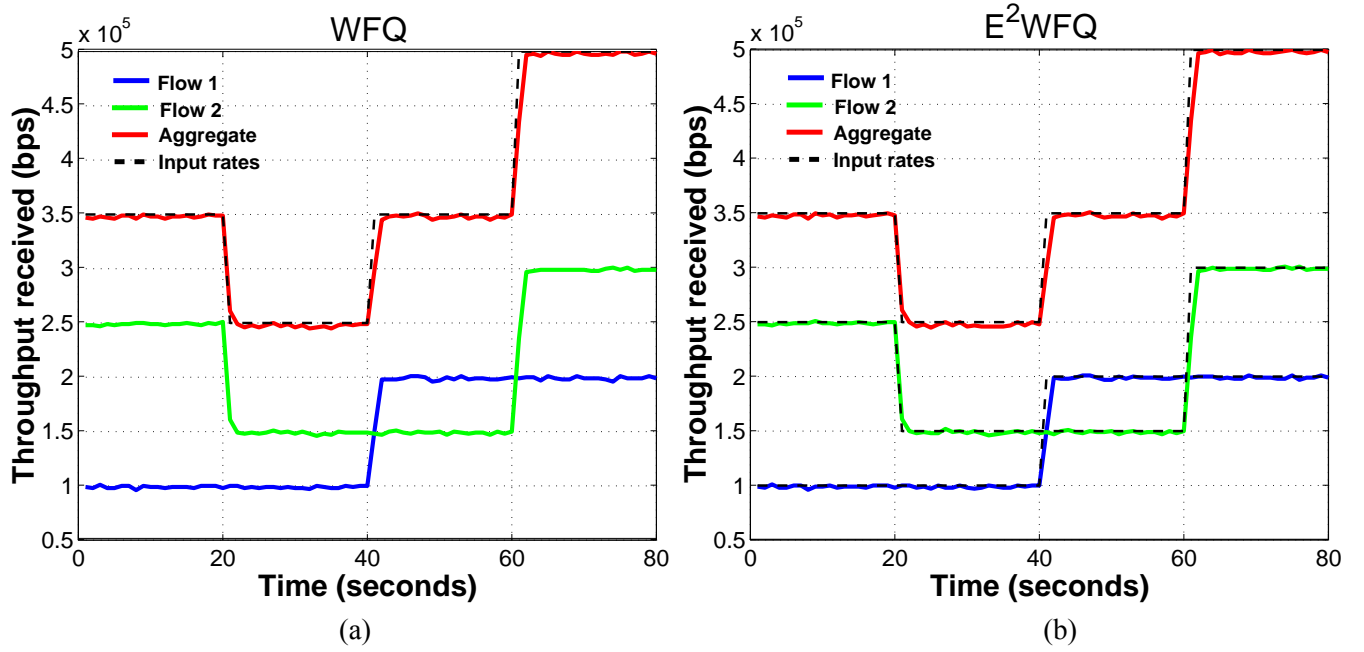 WFQ
x 10^5
5
4.5
3.5
3
2.5
2
1.5
1
0.5
0 20 40 60 80
Throughput received (bps)
Time (seconds)
Flow 1
Flow 2
Aggregate
Input rates
(a)
E²WFQ
x 10^5
5
4.5
3.5
3
2.5
2
1.5
1
0.5
0 20 40 60 80
Throughput received (bps)
Time (seconds)
Flow 1
Flow 2
Aggregate
Input rates
(b)